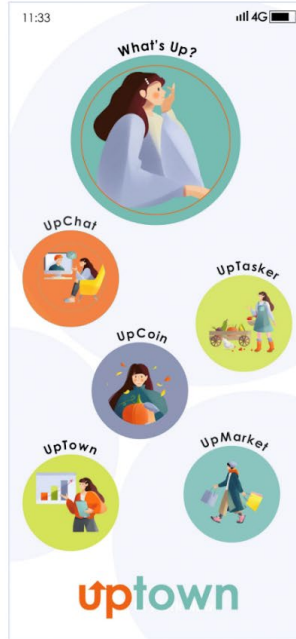 11:33
4G
What's Up?
UpChat
UpTasker
UpCoin
UpTown
UpMarket
uptown